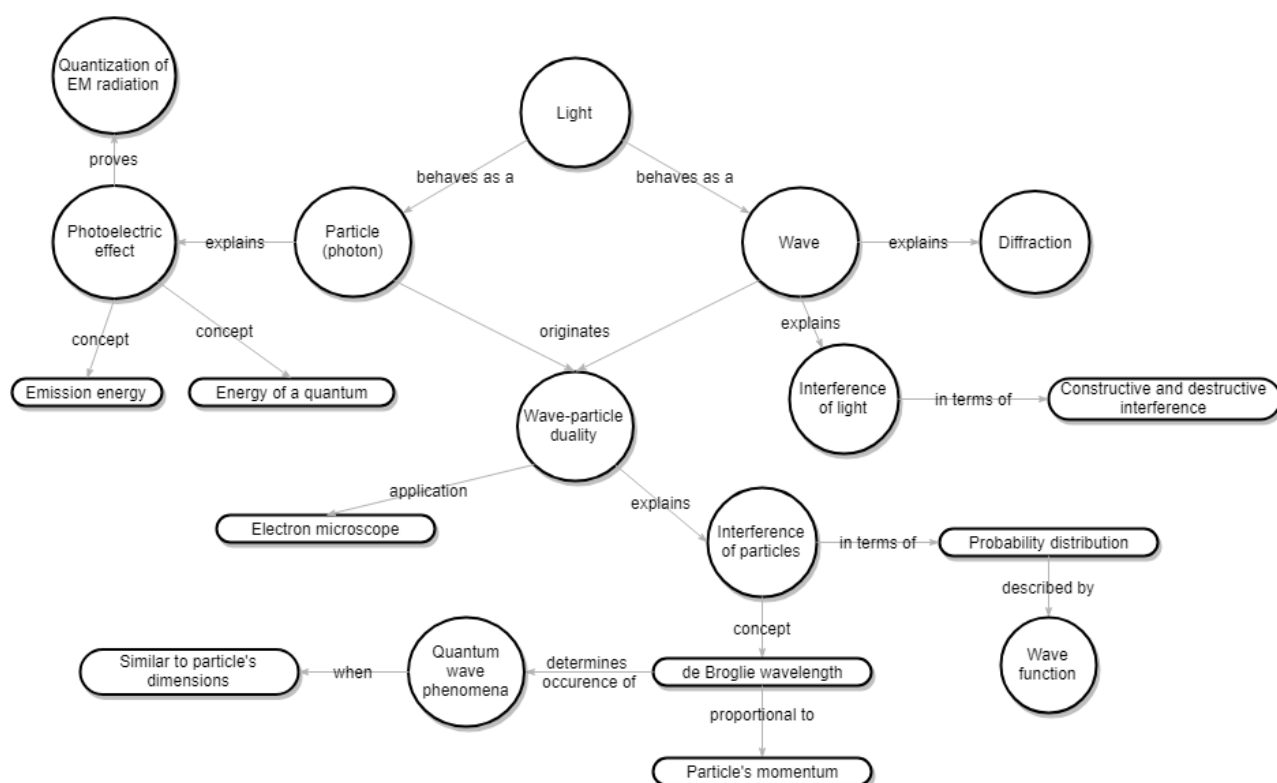 Quantization of
EM radiation
Light
proves
behaves as a
behaves as a
Photoelectric
effect
explains
Particle
(photon)
Wave
explains
Diffraction
concept
concept
originates
explains
Emission energy
Energy of a quantum
Interference
of light
in terms of
Constructive and destructive
interference
Wave-particle
duality
application
explains
Electron microscope
Interference
of particles
in terms of
Probability distribution
described by
concept
Wave
function
Similar to particle's
dimensions
when
Quantum
wave
phenomena
determines
occurence of
de Broglie wavelength
proportional to
Particle's momentum